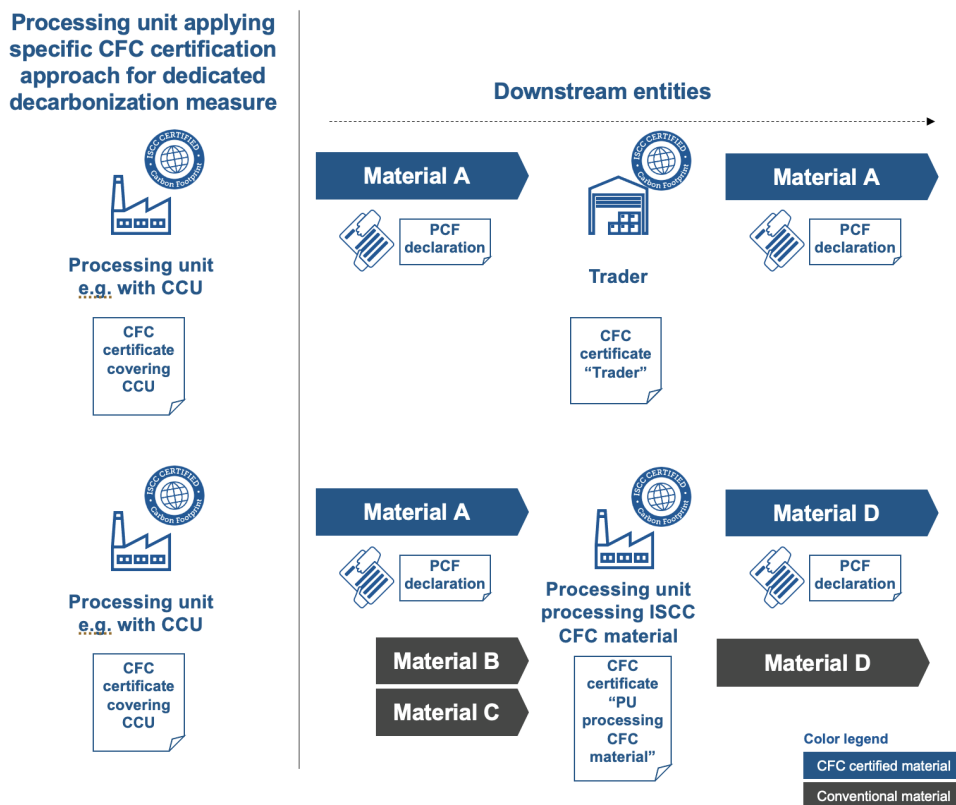 Processing unit applying
specific CFC certification
approach for dedicated
decarbonization measure
Downstream entities
ISCC CERTIFIED
Carbon Footprint
Processing unit
e.g. with CCU
CFC
certificate
covering
CCU
Material A
PCF
declaration
ISCC CERTIFIED
Carbon Footprint
Trader
CFC
certificate
“Trader”
Material A
PCF
declaration
ISCC CERTIFIED
Carbon Footprint
Processing unit
e.g. with CCU
CFC
certificate
covering
CCU
Material A
PCF
declaration
Material B
Material C
ISCC CERTIFIED
Carbon Footprint
Processing unit
processing ISCC
CFC material
CFC
certificate
“PU
processing
CFC
material”
Material D
PCF
declaration
Material D
Color legend
CFC certified material
Conventional material